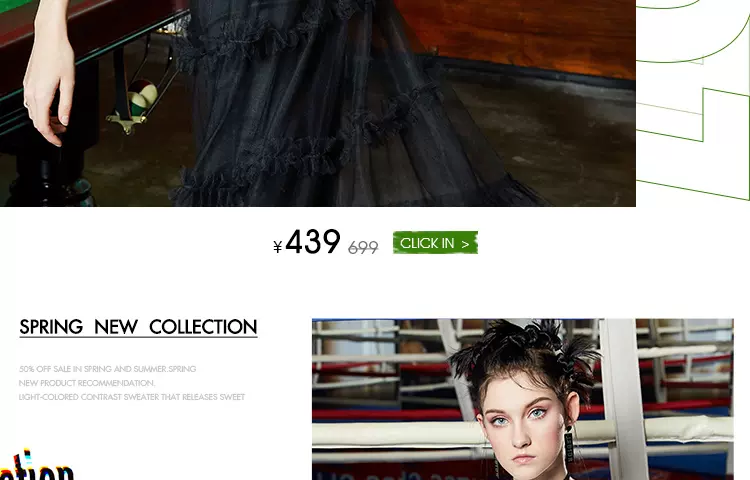 ¥439 699 CLICK IN >
SPRING NEW COLLECTION
50% OFF SALE IN SPRING AND SUMMER.SPRING
NEW PRODUCT RECOMMENDATION.
LIGHT-COLORED CONTRAST SWEATER THAT RELEASES SWEET